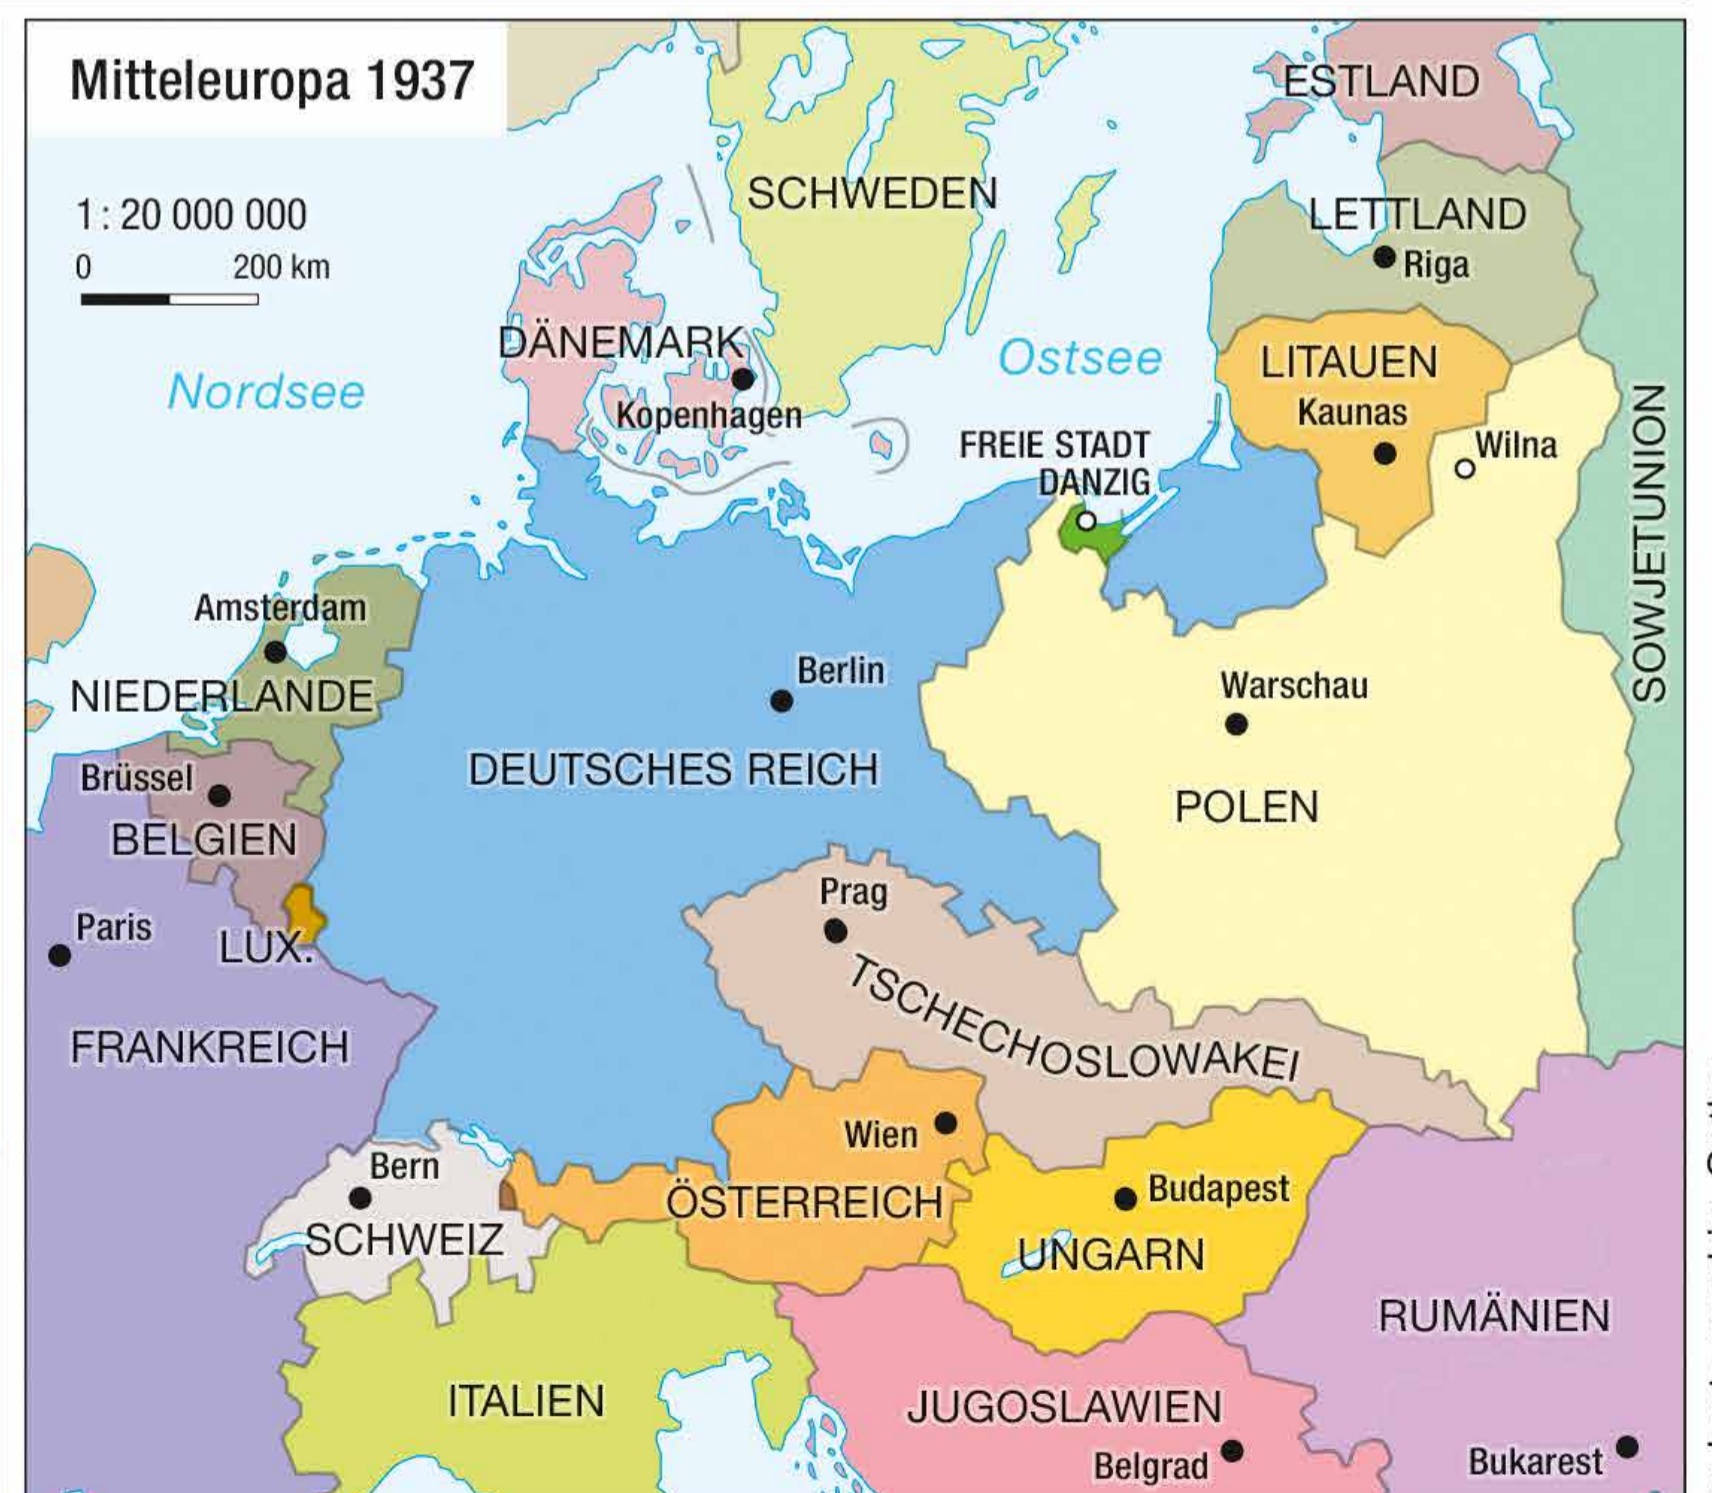 Mitteleuropa 1937
1 : 20 000 000
0 200 km
ESTLAND
SCHWEDEN
LETTLAND
Riga
DÄNEMARK
Ostsee
LITAUEN
Nordsee
Kopenhagen
Kaunas
FREIE STADT
DANZIG
Wilna
SOWJETUNION
Amsterdam
NIEDERLANDE
Berlin
Warschau
DEUTSCHES REICH
Brüssel
POLEN
BELGIEN
Prag
Paris
LUX.
TSCHECHOSLOWAKEI
FRANKREICH
Wien
Bern
Budapest
ÖSTERREICH
SCHWEIZ
UNGARN
RUMÄNIEN
ITALIEN
JUGOSLAWIEN
Belgrad
Bukarest